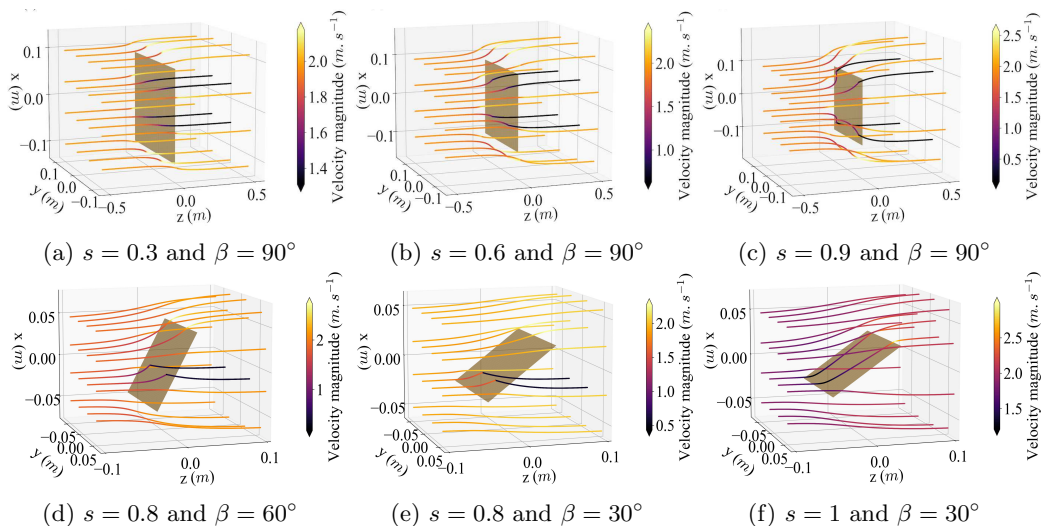 0.1
0.0
−0.1
x (m)
0.1
0.0
−0.1
y (m)
−0.5
0.0
0.5
z (m)
2.0
1.8
1.6
1.4
Velocity magnitude (m. s⁻¹)
0.1
0.0
−0.1
x (m)
0.1
0.0
−0.1
y (m)
−0.5
0.0
0.5
z (m)
2.0
1.5
1.0
Velocity magnitude (m. s⁻¹)
0.1
0.0
−0.1
x (m)
0.1
0.0
−0.1
y (m)
−0.5
0.0
0.5
z (m)
2.5
2.0
1.5
1.0
0.5
Velocity magnitude (m. s⁻¹)
(a) s = 0.3 and β = 90°
(b) s = 0.6 and β = 90°
(c) s = 0.9 and β = 90°
0.05
0.00
−0.05
x (m)
−0.05
0.00
0.05
y (m)
−0.1
0.0
0.1
z (m)
2
1
Velocity magnitude (m. s⁻¹)
0.05
0.00
−0.05
x (m)
−0.05
0.00
0.05
y (m)
−0.1
0.0
0.1
z (m)
2.0
1.5
1.0
0.5
Velocity magnitude (m. s⁻¹)
0.05
0.00
−0.05
x (m)
−0.05
0.00
0.05
y (m)
−0.1
0.0
0.1
z (m)
2.5
2.0
1.5
Velocity magnitude (m. s⁻¹)
(d) s = 0.8 and β = 60°
(e) s = 0.8 and β = 30°
(f) s = 1 and β = 30°